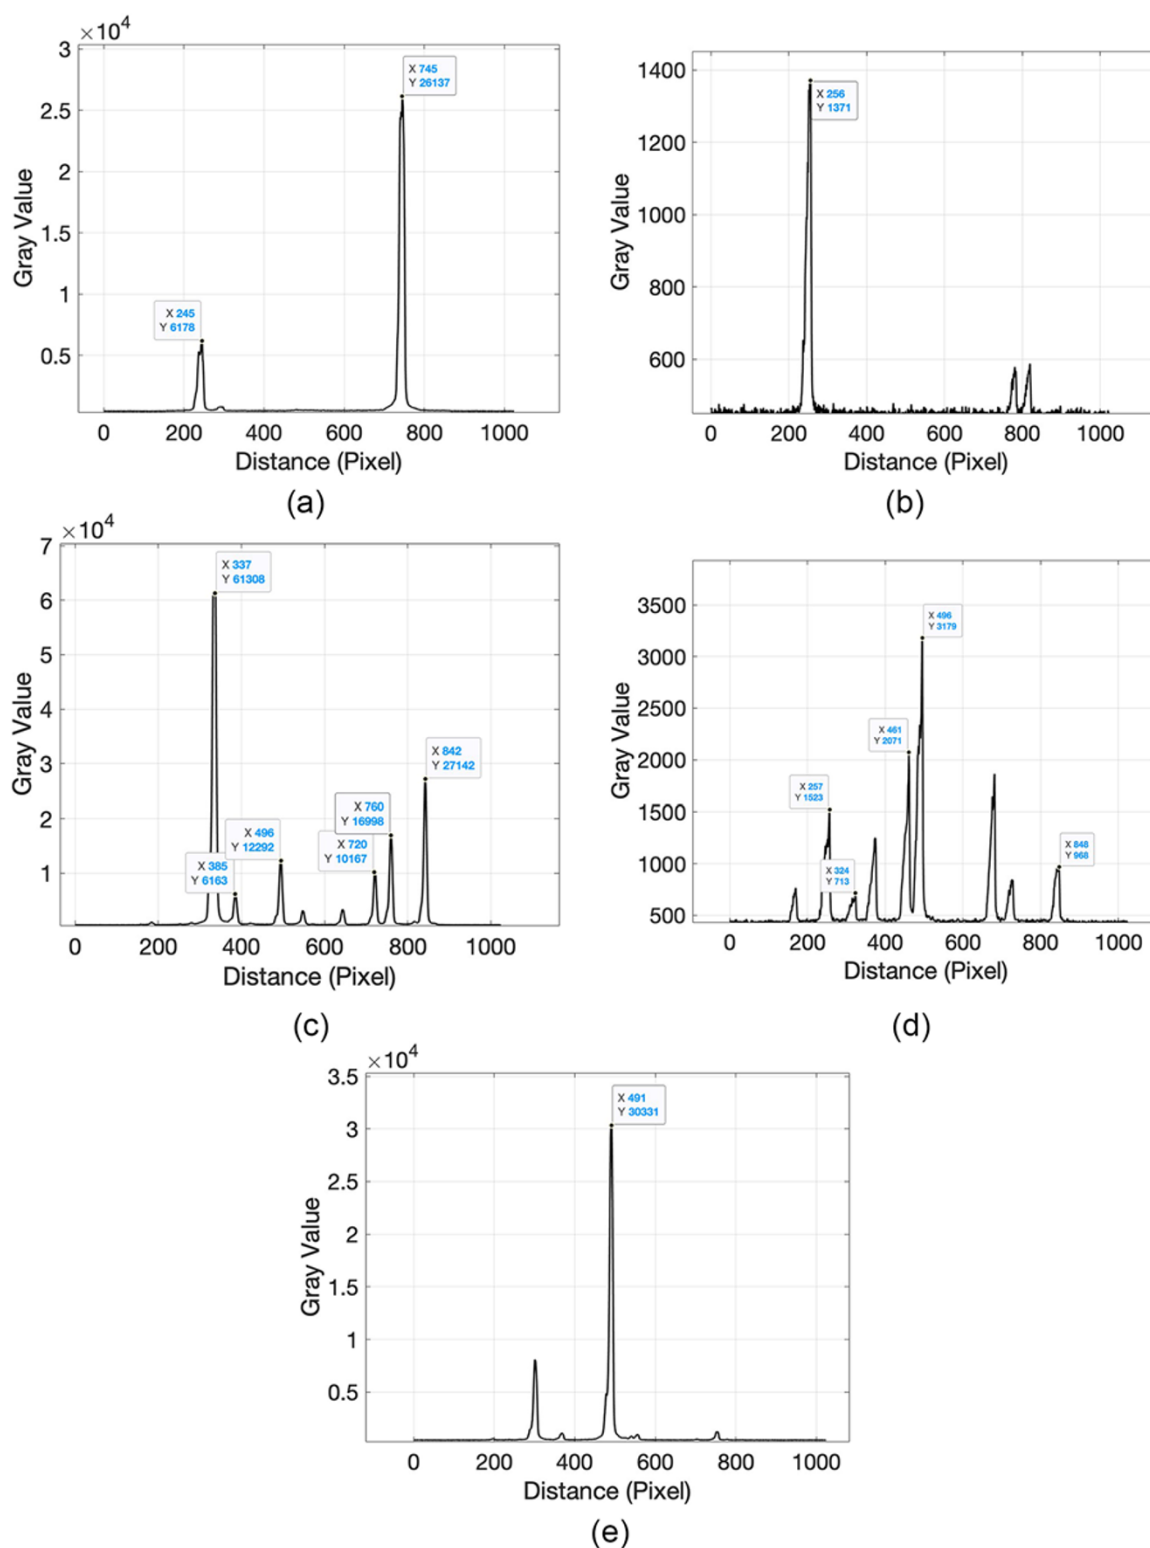 ×10⁴
3
2.5
2
1.5
1
0.5
0 200 400 600 800 1000
Gray Value
Distance (Pixel)
X 745
Y 26137
X 245
Y 6178
(a)
1400
1200
1000
800
600
0 200 400 600 800 1000
Gray Value
Distance (Pixel)
X 256
Y 1371
(b)
×10⁴
7
6
5
4
3
2
1
0 200 400 600 800 1000
Gray Value
Distance (Pixel)
X 337
Y 61308
X 385
Y 6163
X 496
Y 12292
X 760
Y 16998
X 720
Y 10167
X 842
Y 27142
(c)
3500
3000
2500
2000
1500
1000
500
0 200 400 600 800 1000
Gray Value
Distance (Pixel)
X 496
Y 3179
X 461
Y 2071
X 257
Y 1523
X 324
Y 713
X 848
Y 968
(d)
×10⁴
3.5
3
2.5
2
1.5
1
0.5
0 200 400 600 800 1000
Gray Value
Distance (Pixel)
X 491
Y 30331
(e)